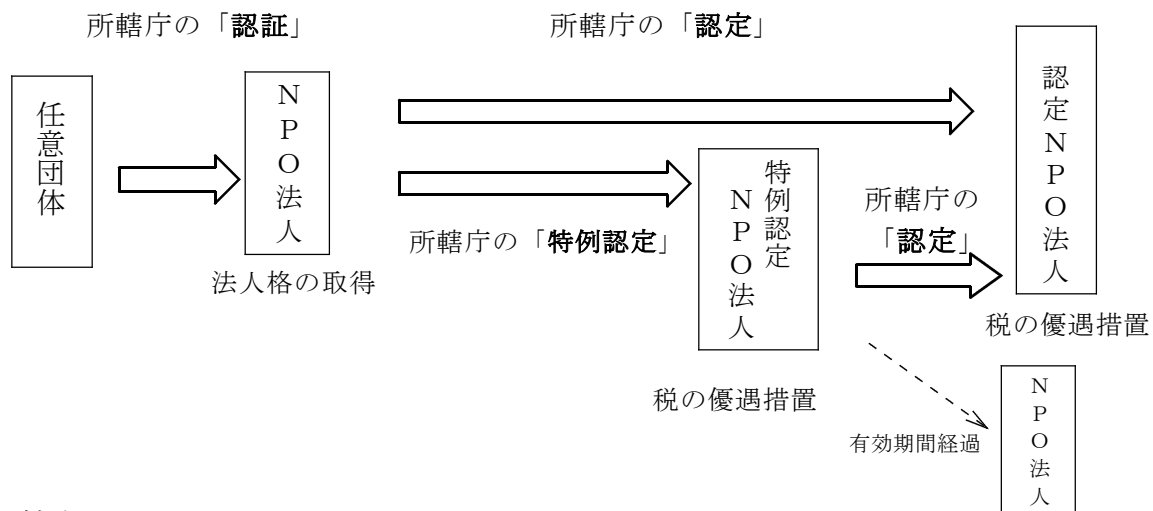 所轄庁の「認証」
所轄庁の「認定」
任意団体
NPO法人
法人格の取得
所轄庁の「特例認定」
特例認定
NPO法人
税の優遇措置
所轄庁の
「認定」
認定NPO法人
税の優遇措置
有効期間経過
NPO法人